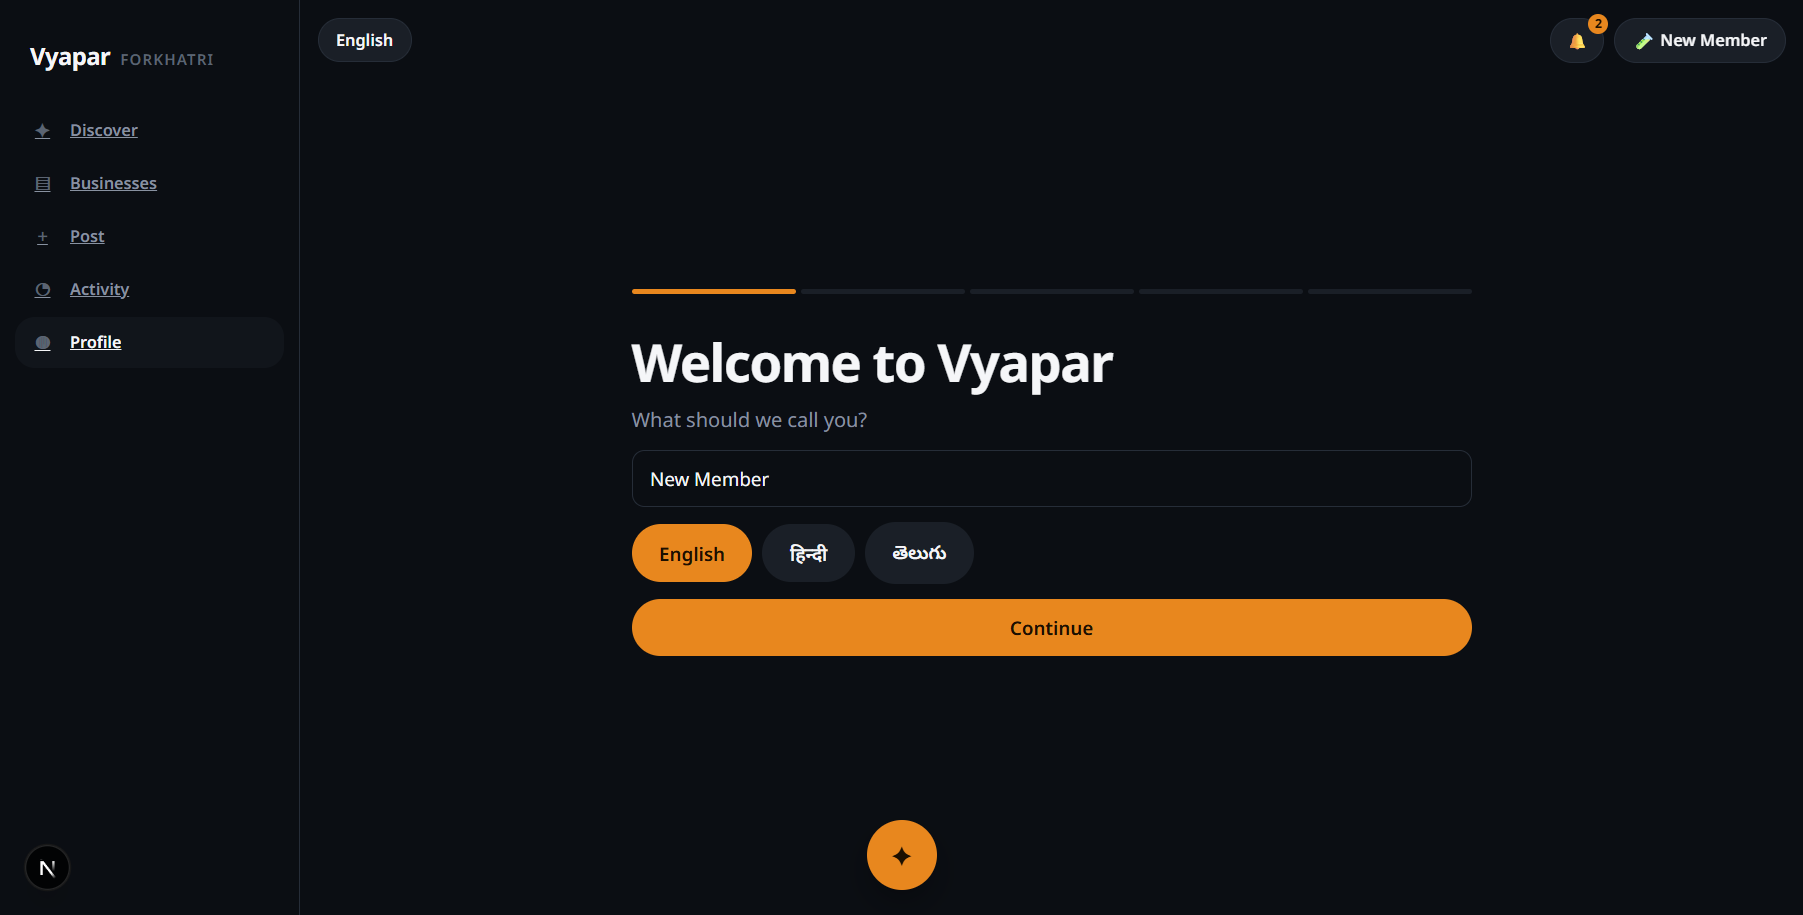 Vyapar FORKHATRI
Discover
Businesses
Post
Activity
Profile
English
2
New Member
Welcome to Vyapar
What should we call you?
New Member
English
हिन्दी
తెలుగు
Continue
N